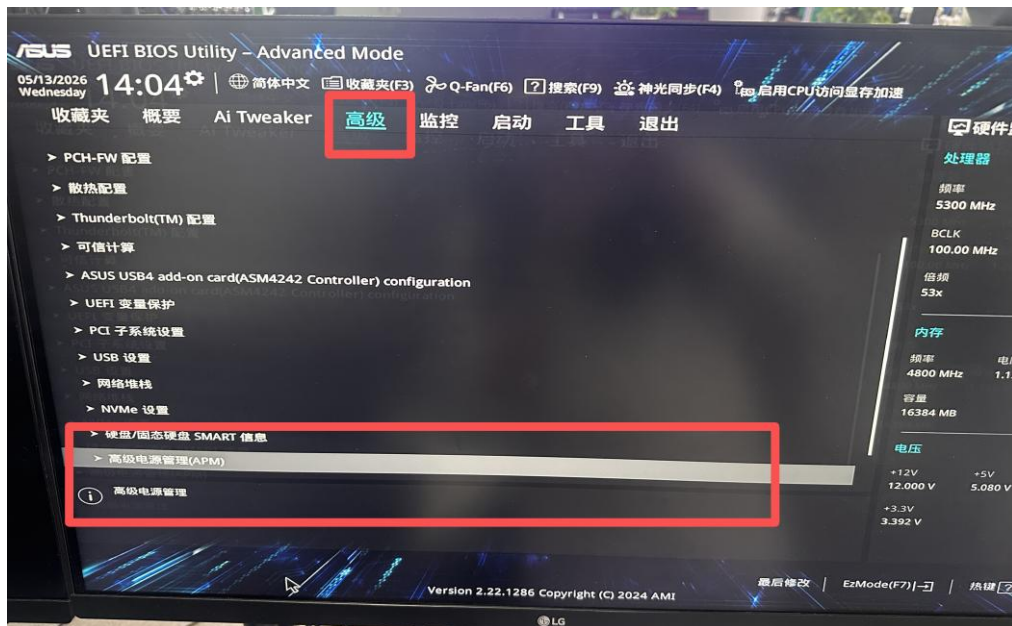 ASUS UEFI BIOS Utility – Advanced Mode
05/13/2026
Wednesday
14:04
简体中文
收藏夹(F3)
Q-Fan(F6)
搜索(F9)
神光同步(F4)
启用CPU访问显存加速
收藏夹 概要 Ai Tweaker 高级 监控 启动 工具 退出
> PCH-FW 配置
> 散热配置
> Thunderbolt(TM) 配置
> 可信计算
> ASUS USB4 add-on card(ASM4242 Controller) configuration
> UEFI 变量保护
> PCI 子系统设置
> USB 设置
> 网络堆栈
> NVMe 设置
> 硬盘/固态硬盘 SMART 信息
> 高级电源管理(APM)
高级电源管理
硬件
处理器
频率
5300 MHz
BCLK
100.00 MHz
倍频
53x
内存
频率
4800 MHz
容量
16384 MB
电压
+12V +5V
12.000 V 5.080 V
+3.3V
3.392 V
最后修改 EzMode(F7) 热键
Version 2.22.1286 Copyright (C) 2024 AMI
LG